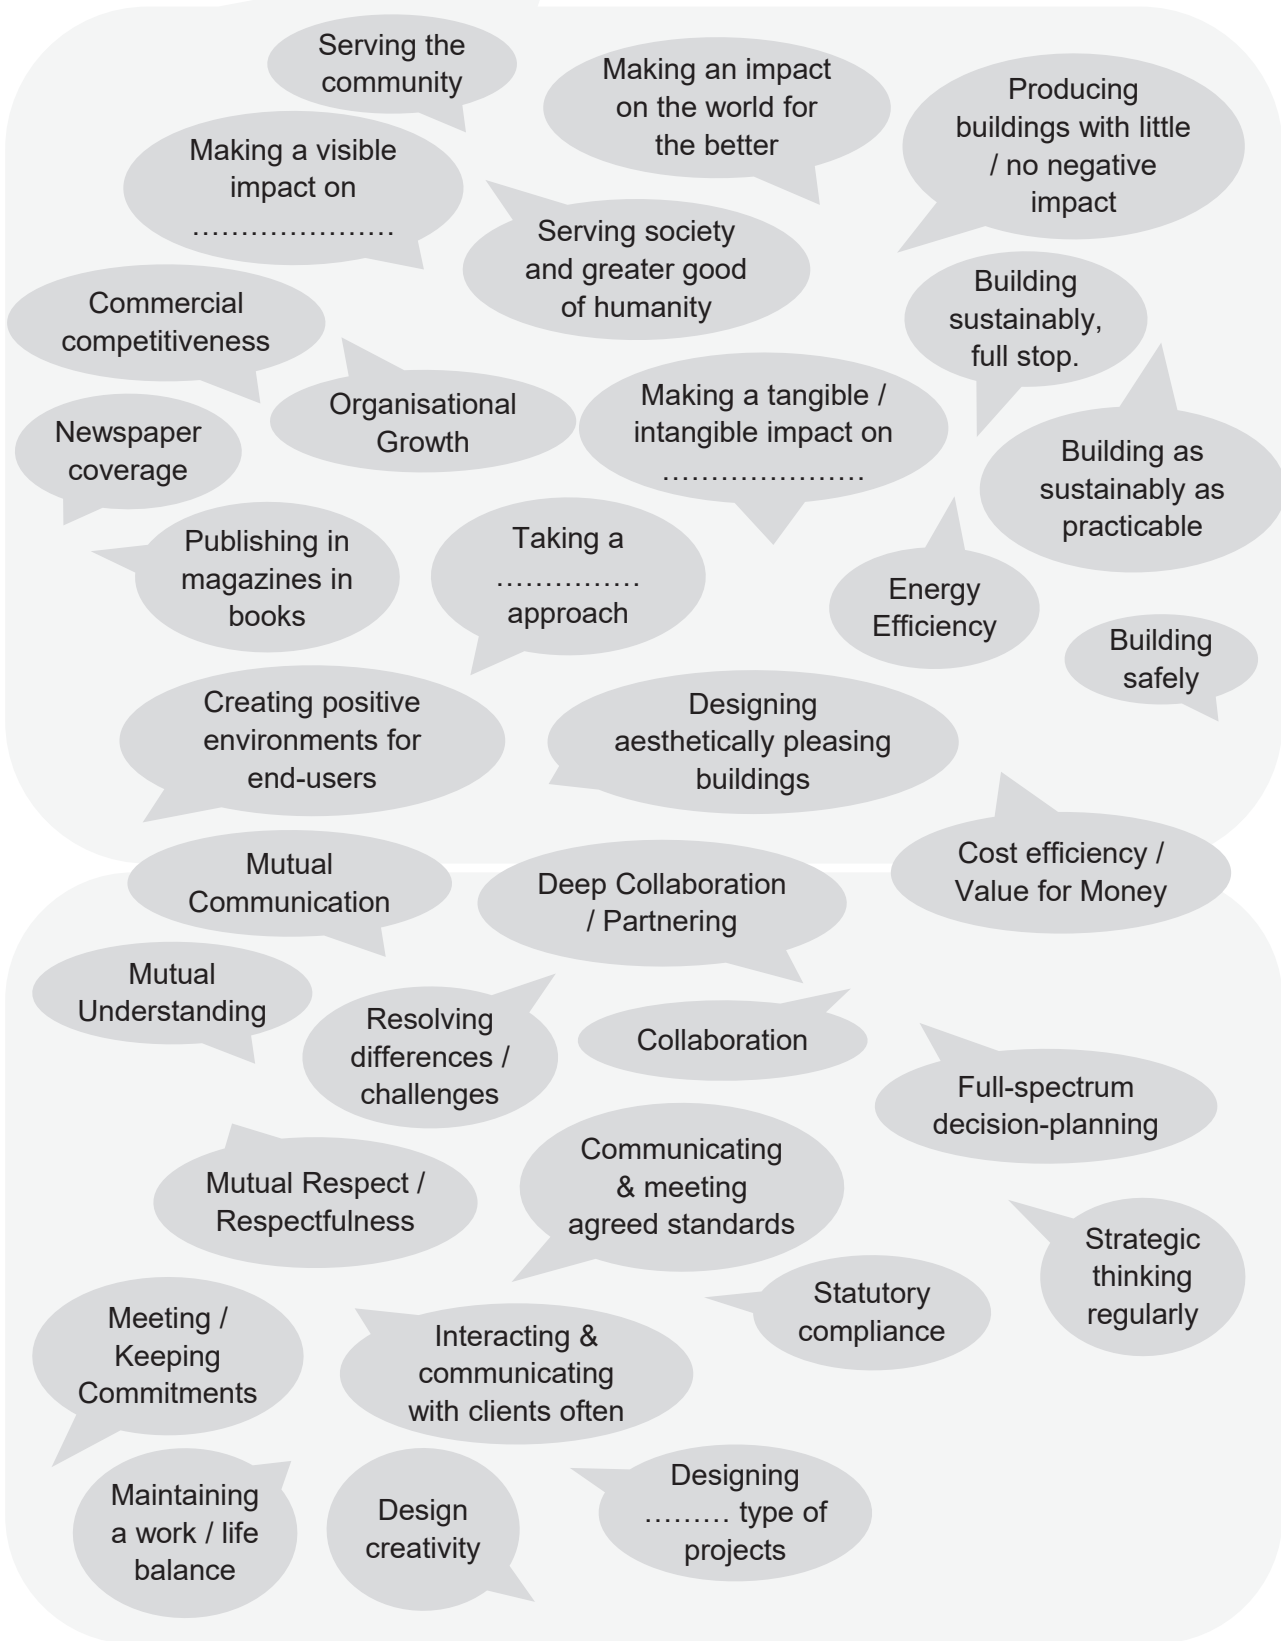 Serving the
community
Making an impact
on the world for
the better
Producing
buildings with little
/ no negative
impact
Making a visible
impact on
.....................
Serving society
and greater good
of humanity
Building
sustainably,
full stop.
Commercial
competitiveness
Organisational
Growth
Making a tangible /
intangible impact on
.....................
Newspaper
coverage
Building as
sustainably as
practicable
Publishing in
magazines in
books
Taking a
...............
approach
Energy
Efficiency
Building
safely
Creating positive
environments for
end-users
Designing
aesthetically pleasing
buildings
Cost efficiency /
Value for Money
Mutual
Communication
Deep Collaboration
/ Partnering
Mutual
Understanding
Resolving
differences /
challenges
Collaboration
Full-spectrum
decision-planning
Mutual Respect /
Respectfulness
Communicating
& meeting
agreed standards
Strategic
thinking
regularly
Statutory
compliance
Meeting /
Keeping
Commitments
Interacting &
communicating
with clients often
Maintaining
a work / life
balance
Design
creativity
Designing
......... type of
projects